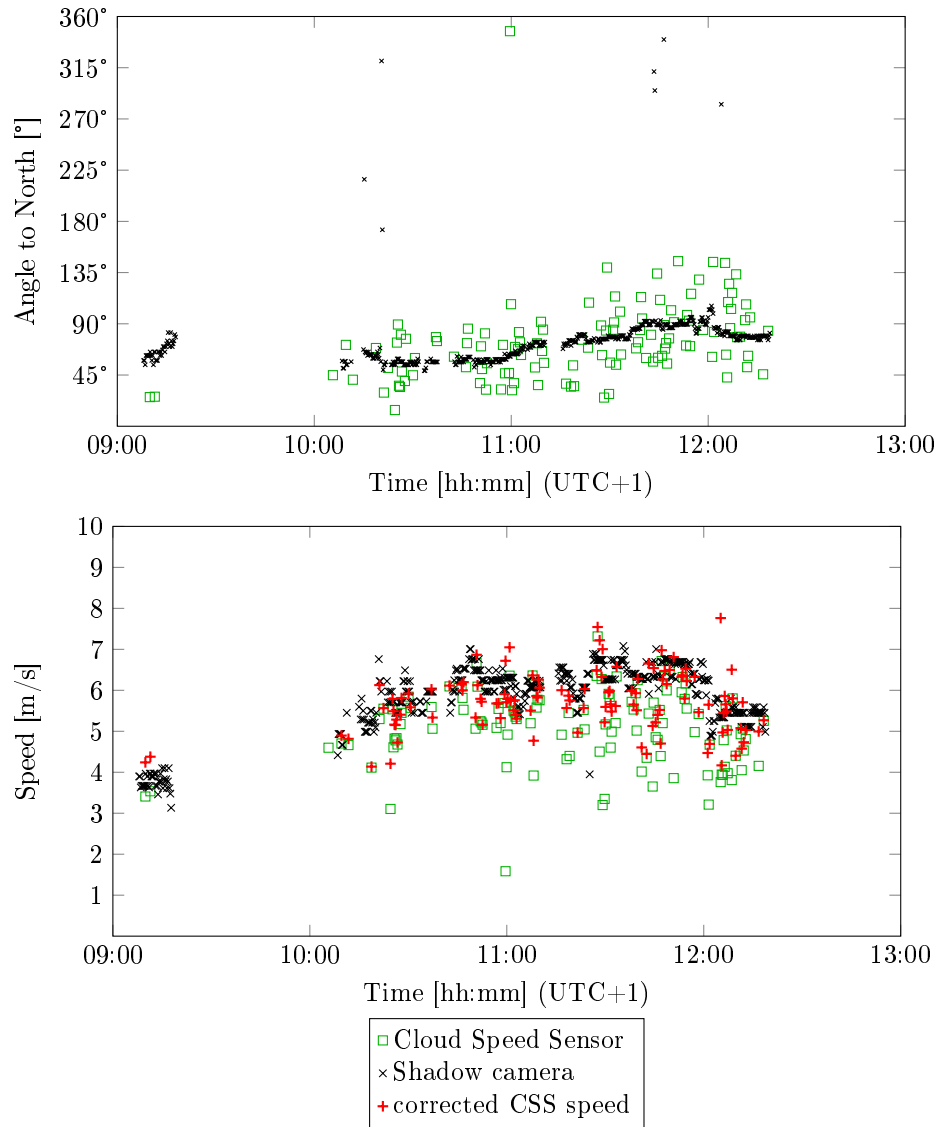 360°
315°
270°
225°
180°
135°
90°
45°
Angle to North [°]
09:00 10:00 11:00 12:00 13:00
Time [hh:mm] (UTC+1)
10
9
8
7
6
5
4
3
2
1
Speed [m/s]
09:00 10:00 11:00 12:00 13:00
Time [hh:mm] (UTC+1)
Cloud Speed Sensor
Shadow camera
corrected CSS speed